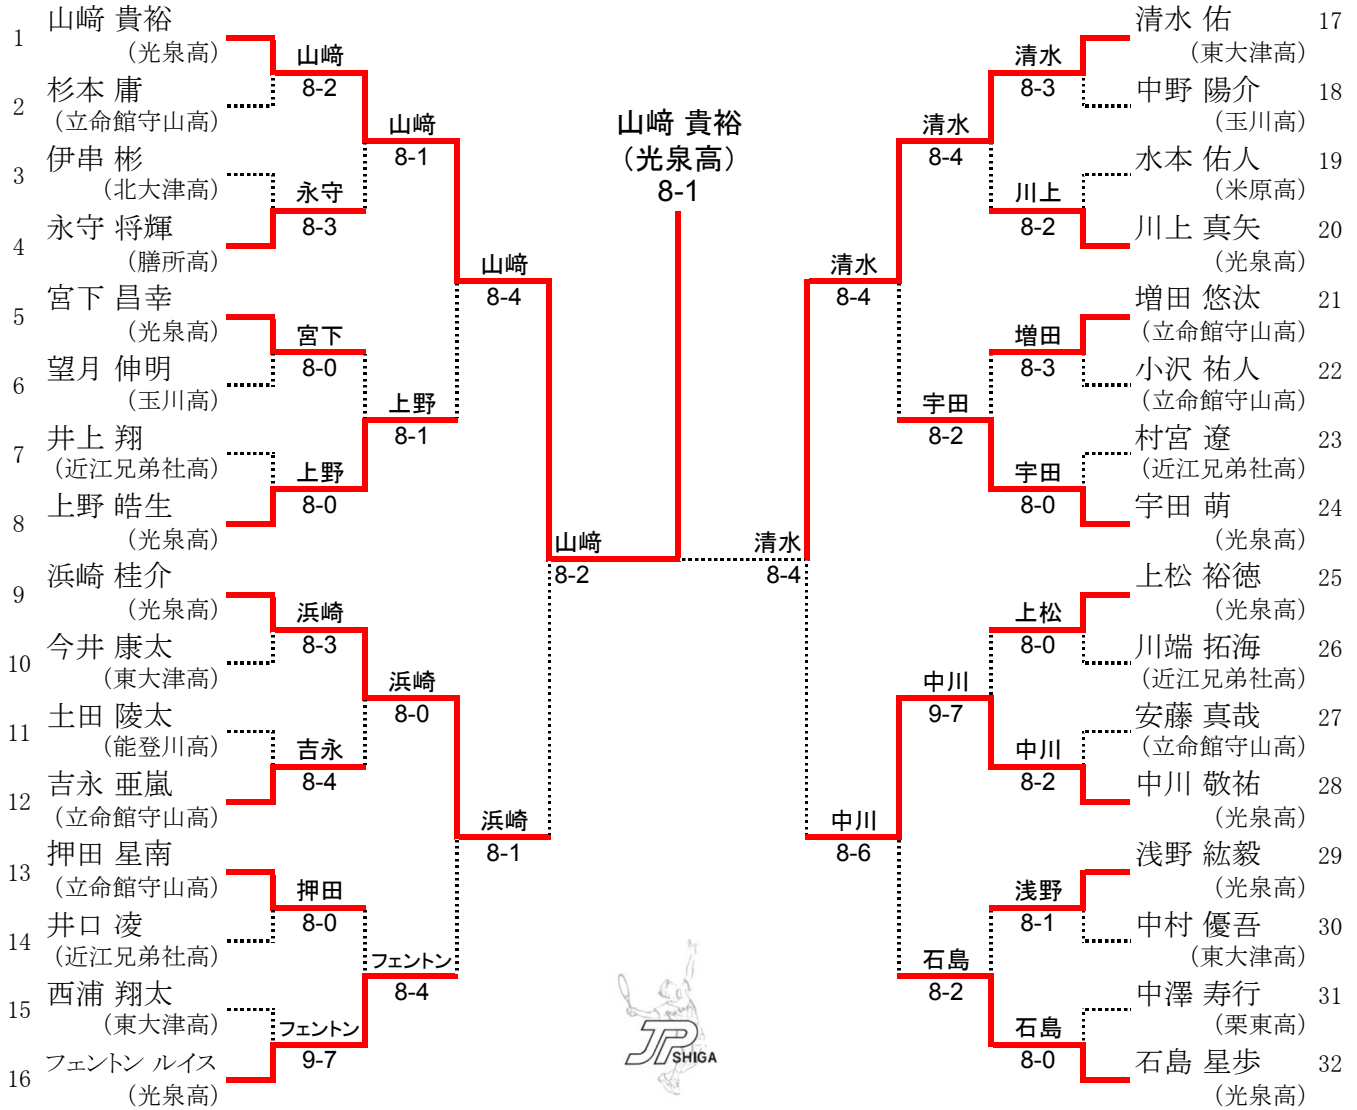 1 山﨑 貴裕
(光泉高)
2 杉本 庸
(立命館守山高)
3 伊串 彬
(北大津高)
4 永守 将輝
(膳所高)
5 宮下 昌幸
(光泉高)
6 望月 伸明
(玉川高)
7 井上 翔
(近江兄弟社高)
8 上野 皓生
(光泉高)
9 浜崎 桂介
(光泉高)
10 今井 康太
(東大津高)
11 土田 陵太
(能登川高)
12 吉永 亜嵐
(立命館守山高)
13 押田 星南
(立命館守山高)
14 井口 凌
(近江兄弟社高)
15 西浦 翔太
(東大津高)
16 フェントン ルイス
(光泉高)
山﨑
8-2
永守
8-3
宮下
8-0
上野
8-0
浜崎
8-3
吉永
8-4
押田
8-0
フェントン
9-7
山﨑
8-1
上野
8-1
浜崎
8-0
フェントン
8-4
山﨑
8-4
浜崎
8-1
山﨑
8-2
山﨑 貴裕
(光泉高)
8-1
清水
8-4
清水
8-4
中川
8-6
清水
8-4
宇田
8-2
中川
9-7
石島
8-2
清水
8-3
川上
8-2
増田
8-3
宇田
8-0
上松
8-0
中川
8-2
浅野
8-1
石島
8-0
清水 佑 17
(東大津高)
中野 陽介 18
(玉川高)
水本 佑人 19
(米原高)
川上 真矢 20
(光泉高)
増田 悠汰 21
(立命館守山高)
小沢 祐人 22
(立命館守山高)
村宮 遼 23
(近江兄弟社高)
宇田 萌 24
(光泉高)
上松 裕徳 25
(光泉高)
川端 拓海 26
(近江兄弟社高)
安藤 真哉 27
(立命館守山高)
中川 敬祐 28
(光泉高)
浅野 紘毅 29
(光泉高)
中村 優吾 30
(東大津高)
中澤 寿行 31
(栗東高)
石島 星歩 32
(光泉高)
JP SHIGA